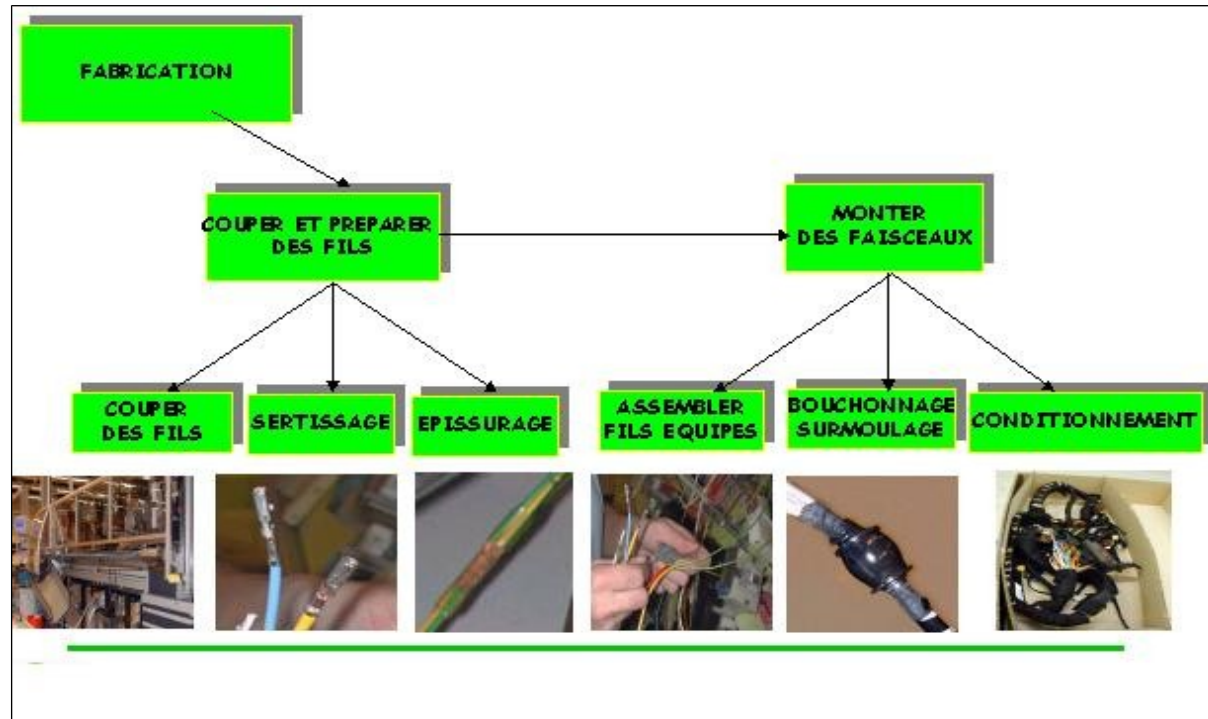 FABRICATION
COUPER ET PREPARER
DES FILS
MONTER
DES FAISCEAUX
COUPER
DES FILS
SERTISSAGE
EPISSURAGE
ASSEMBLER
FILS EQUIPES
BOUCHONNAGE
SURMOULAGE
CONDITIONNEMENT